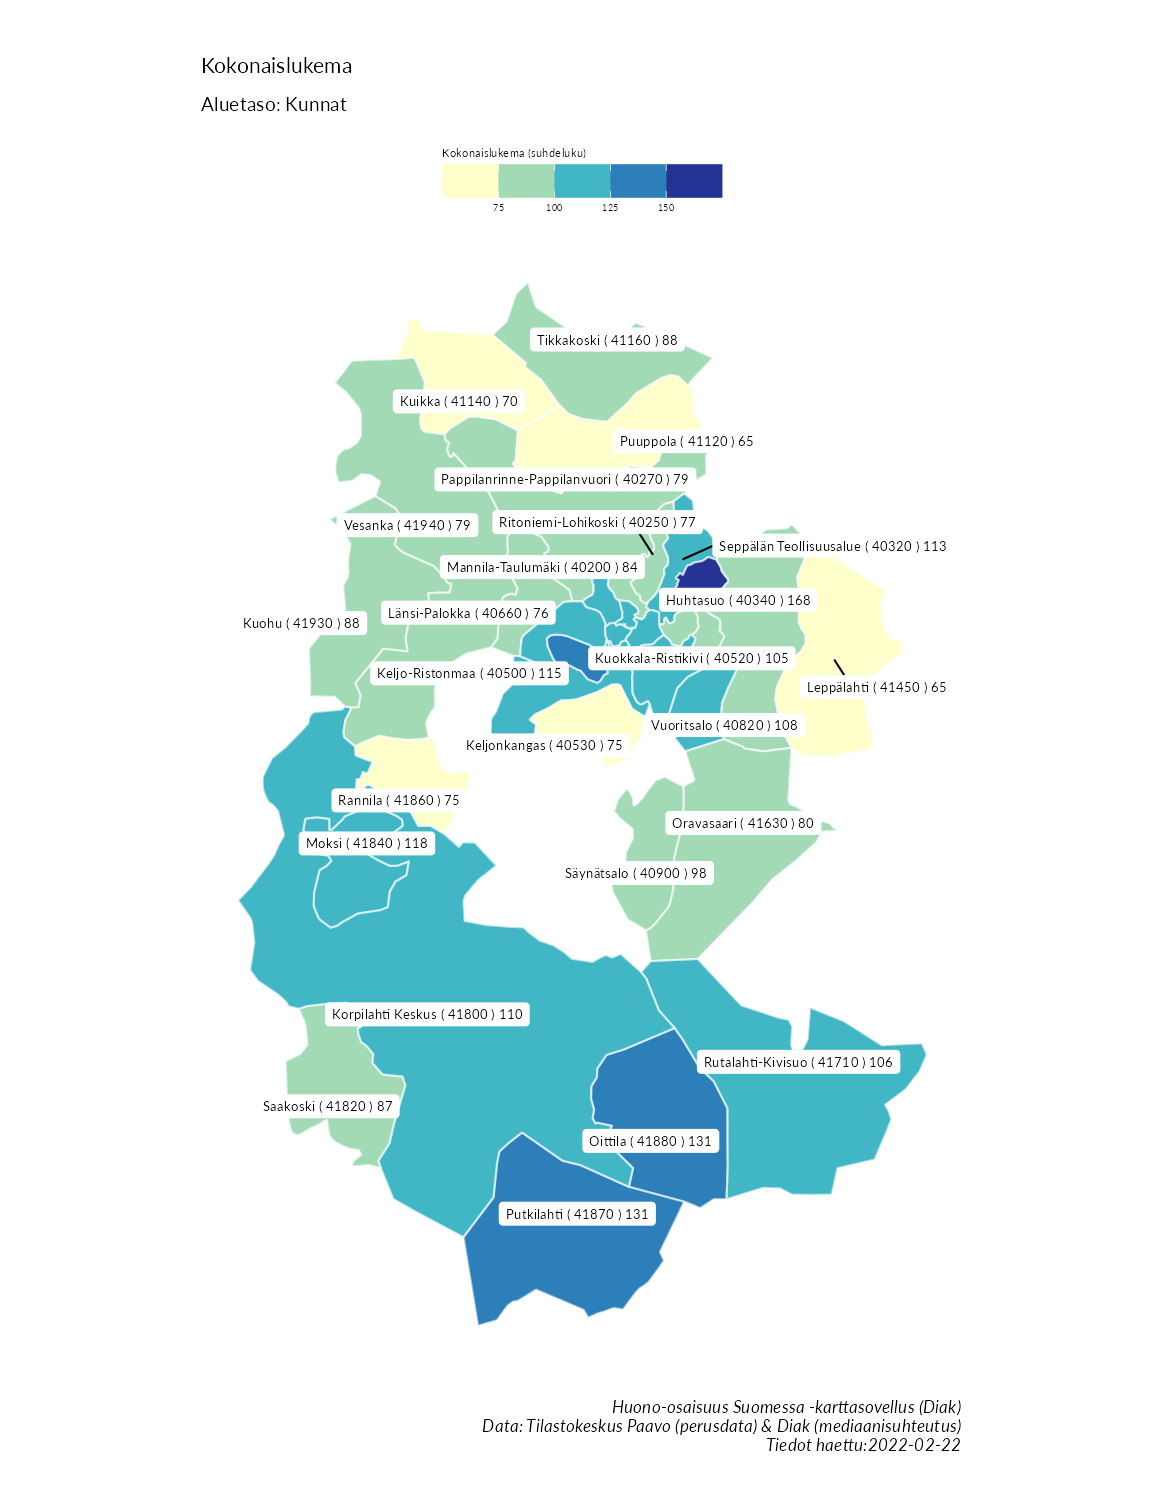 Kokonaislukema
Aluetaso: Kunnat
Kokonaislukema (suhdeluku)
75 100 125 150
Tikkakoski ( 41160 ) 88
Kuikka ( 41140 ) 70
Puuppola ( 41120 ) 65
Pappilanrinne-Pappilanvuori ( 40270 ) 79
Ritoniemi-Lohikoski ( 40250 ) 77
Vesanka ( 41940 ) 79
Seppälän Teollisuusalue ( 40320 ) 113
Mannila-Taulumäki ( 40200 ) 84
Huhtasuo ( 40340 ) 168
Länsi-Palokka ( 40660 ) 76
Kuohu ( 41930 ) 88
Kuokkala-Ristikivi ( 40520 ) 105
Keljo-Ristonmaa ( 40500 ) 115
Leppälahti ( 41450 ) 65
Vuoritsalo ( 40820 ) 108
Keljonkangas ( 40530 ) 75
Rannila ( 41860 ) 75
Oravasaari ( 41630 ) 80
Moksi ( 41840 ) 118
Säynätsalo ( 40900 ) 98
Korpilahti Keskus ( 41800 ) 110
Rutalahti-Kivisuo ( 41710 ) 106
Saakoski ( 41820 ) 87
Oittila ( 41880 ) 131
Putkilahti ( 41870 ) 131
Huono-osaisuus Suomessa -karttasovellus (Diak)
Data: Tilastokeskus Paavo (perusdata) & Diak (mediaanisuhteutus)
Tiedot haettu:2022-02-22